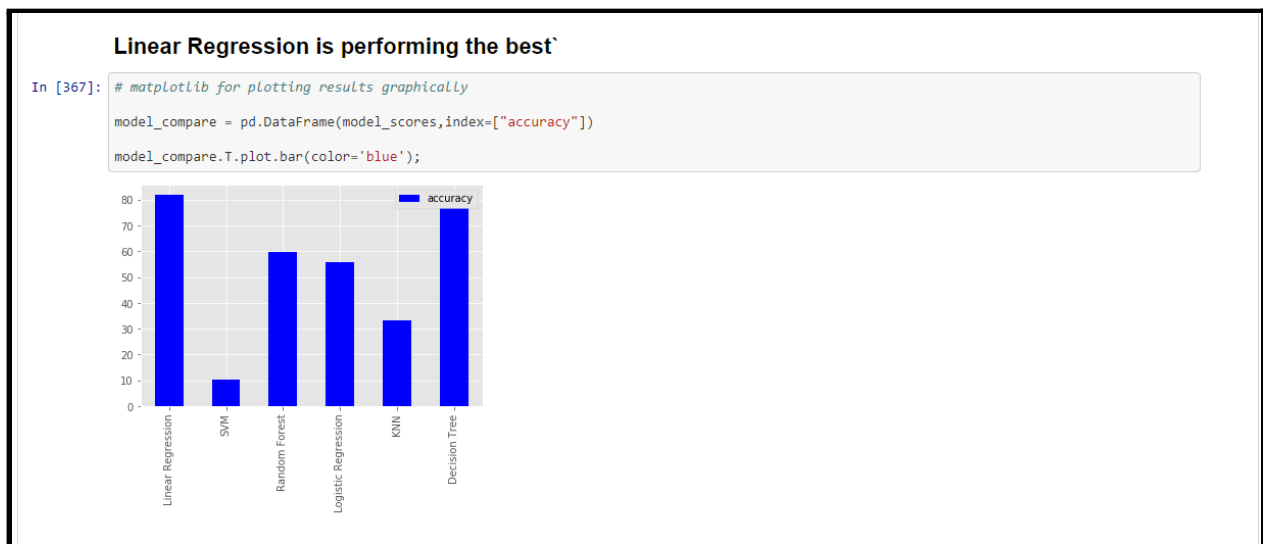 Linear Regression is performing the best`
In [367]: # matplotlib for plotting results graphically
model_compare = pd.DataFrame(model_scores,index=["accuracy"])
model_compare.T.plot.bar(color='blue');
accuracy
80
70
60
50
40
30
20
10
0
Linear Regression
SVM
Random Forest
Logistic Regression
KNN
Decision Tree